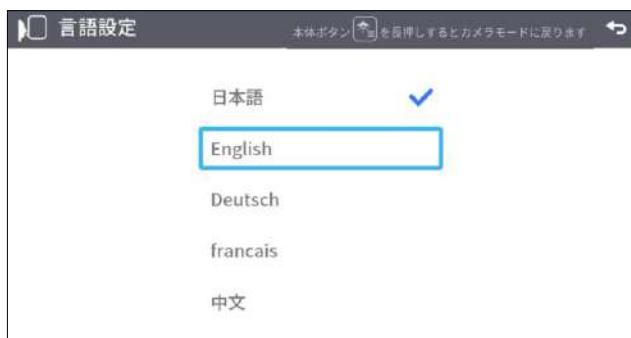 言語設定
本体ボタンを長押しするとカメラモードに戻ります
日本語
English
Deutsch
francais
中文